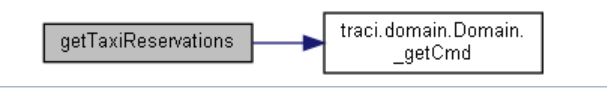 getTaxiReservations
traci.domain.Domain.
_getCmd